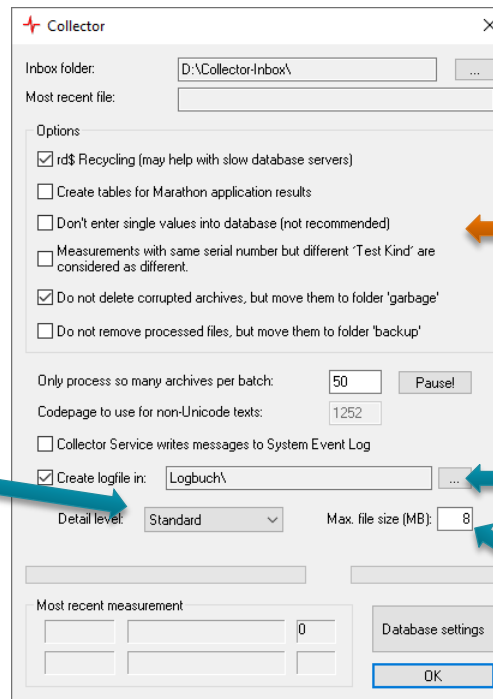 Collector
Inbox folder: D:\Collector-Inbox\ ...
Most recent file:
Options
rd$ Recycling (may help with slow database servers)
Create tables for Marathon application results
Don't enter single values into database (not recommended)
Measurements with same serial number but different 'Test Kind' are
considered as different.
Do not delete corrupted archives, but move them to folder 'garbage'
Do not remove processed files, but move them to folder 'backup'
Only process so many archives per batch: 50 Pause!
Codepage to use for non-Unicode texts: 1252
Collector Service writes messages to System Event Log
Create logfile in: Logbuch\ ...
Detail level: Standard Max. file size (MB): 8
Most recent measurement
0
Database settings
OK